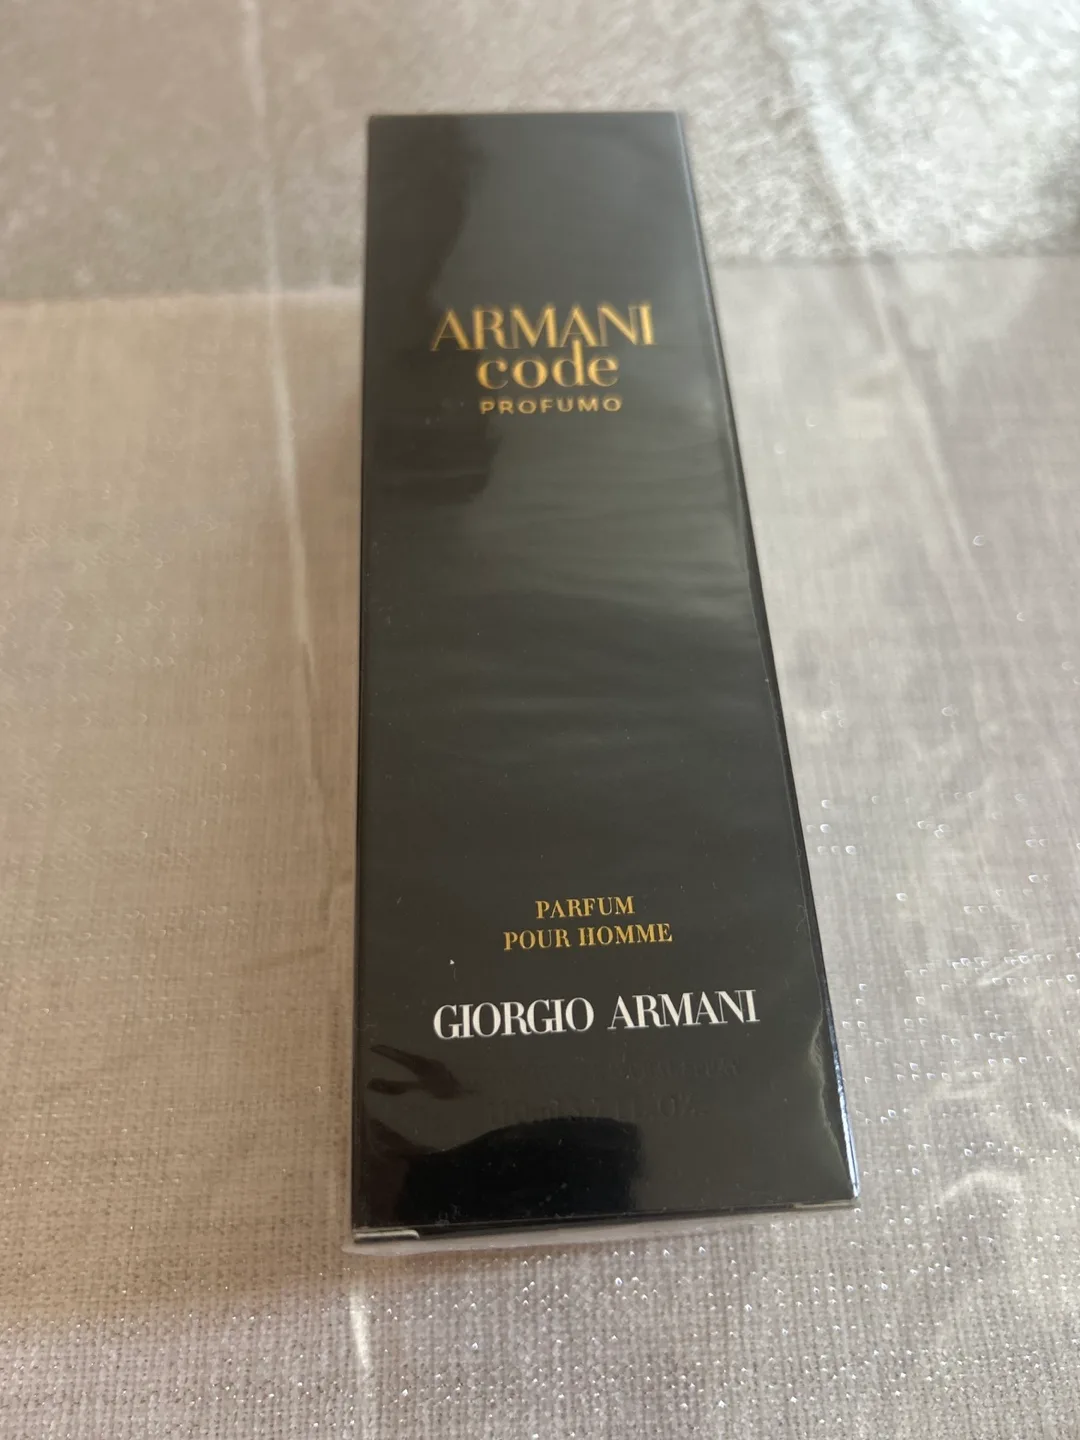 ARMANI
code
PROFUMO
PARFUM
POUR HOMME
GIORGIO ARMANI